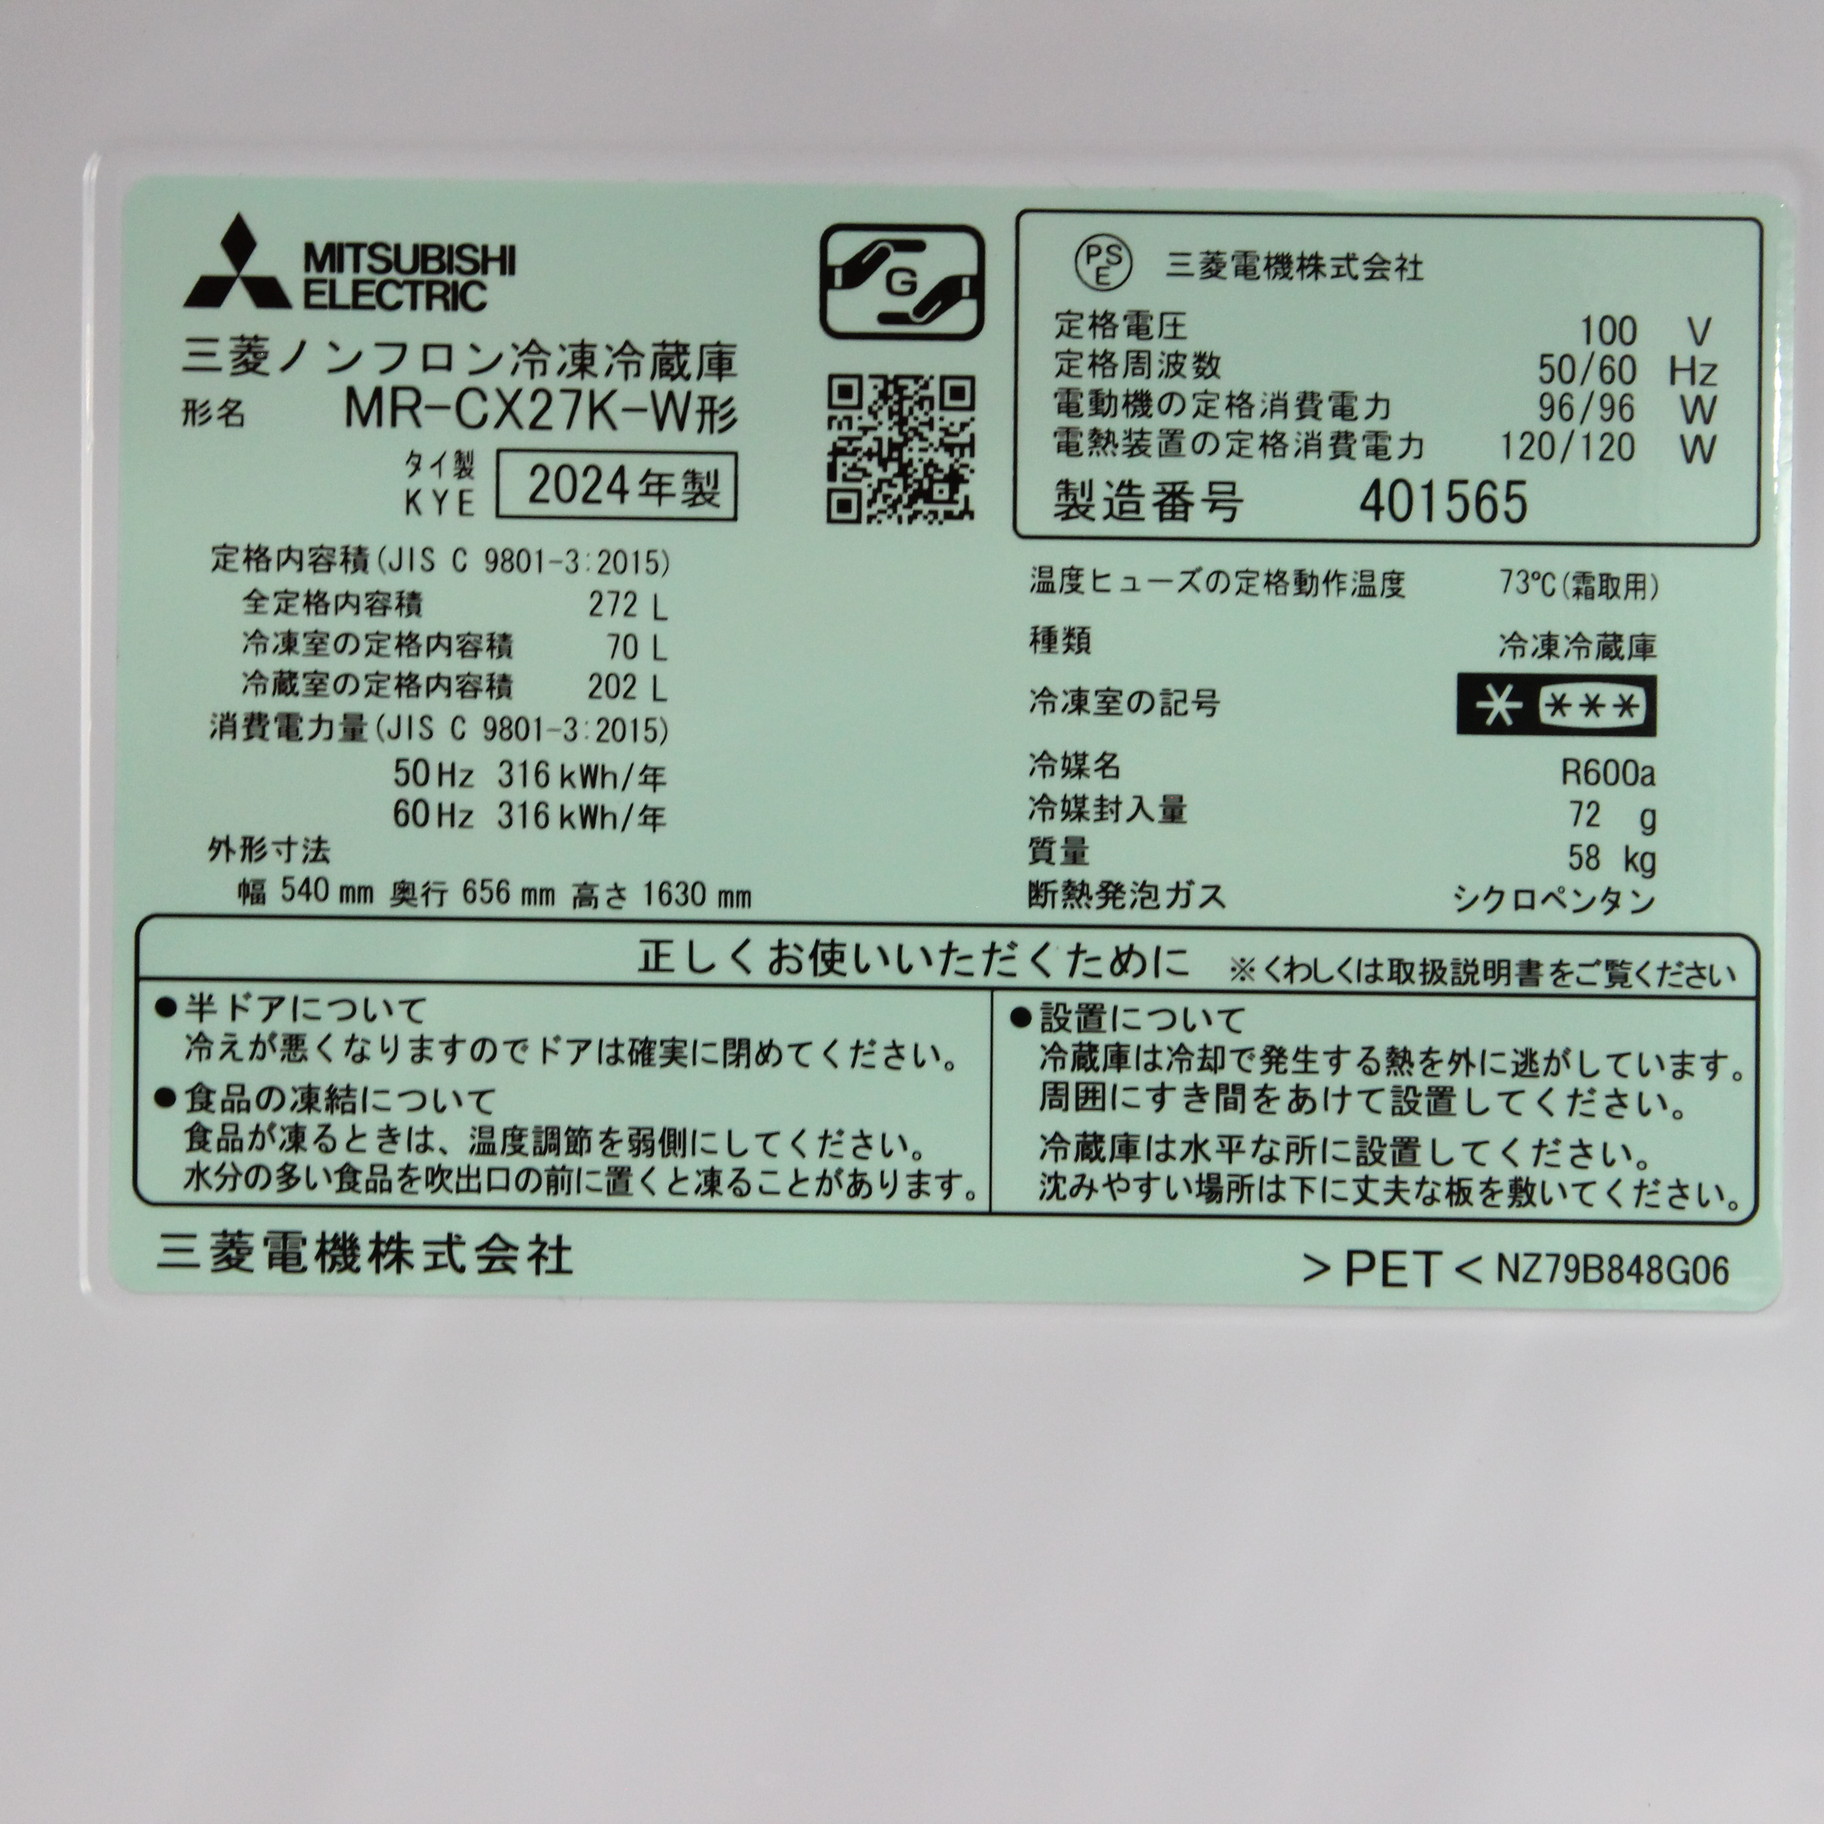 MITSUBISHI
ELECTRIC
三菱ノンフロン冷凍冷蔵庫
形名 MR-CX27K-W形
タイ製
KYE
2024年製
定格内容積(JIS C 9801-3:2015)
全定格内容積 272 L
冷凍室の定格内容積 70 L
冷蔵室の定格内容積 202 L
消費電力量(JIS C 9801-3:2015)
50Hz 316kWh/年
60Hz 316kWh/年
外形寸法
幅 540 mm 奥行 656 mm 高さ 1630 mm
G
PSE 三菱電機株式会社
定格電圧 100 V
定格周波数 50/60 Hz
電動機の定格消費電力 96/96 W
電熱装置の定格消費電力 120/120 W
製造番号 401565
温度ヒューズの定格動作温度 73℃(霜取用)
種類 冷凍冷蔵庫
冷凍室の記号 * ***
冷媒名 R600a
冷媒封入量 72 g
質量 58 kg
断熱発泡ガス シクロペンタン
正しくお使いいただくために ※くわしくは取扱説明書をご覧ください
●半ドアについて
冷えが悪くなりますのでドアは確実に閉めてください。
●食品の凍結について
食品が凍るときは、温度調節を弱側にしてください。
水分の多い食品を吹出口の前に置くと凍ることがあります。
●設置について
冷蔵庫は冷却で発生する熱を外に逃がしています。
周囲にすき間をあけて設置してください。
冷蔵庫は水平な所に設置してください。
沈みやすい場所は下に丈夫な板を敷いてください。
三菱電機株式会社
>PET< NZ79B848G06